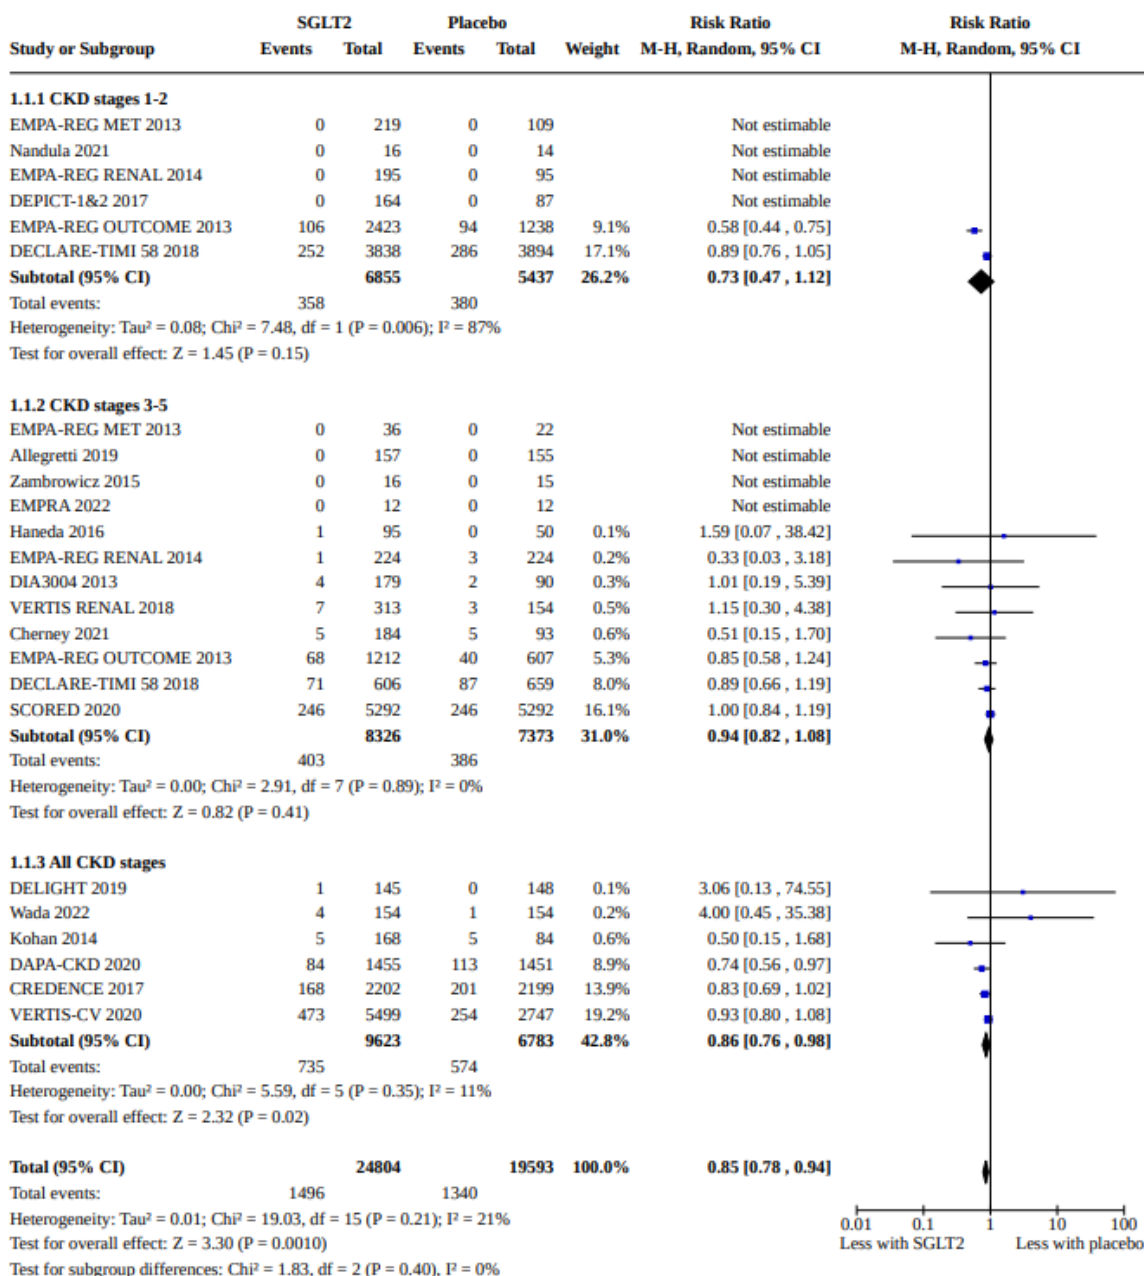 SGLT2 Placebo Risk Ratio Risk Ratio
Study or Subgroup Events Total Events Total Weight M-H, Random, 95% CI M-H, Random, 95% CI
1.1.1 CKD stages 1-2
EMPA-REG MET 2013 0 219 0 109 Not estimable
Nandula 2021 0 16 0 14 Not estimable
EMPA-REG RENAL 2014 0 195 0 95 Not estimable
DEPICT-1&2 2017 0 164 0 87 Not estimable
EMPA-REG OUTCOME 2013 106 2423 94 1238 9.1% 0.58 [0.44 , 0.75]
DECLARE-TIMI 58 2018 252 3838 286 3894 17.1% 0.89 [0.76 , 1.05]
Subtotal (95% CI) 6855 5437 26.2% 0.73 [0.47 , 1.12]
Total events: 358 380
Heterogeneity: Tau² = 0.08; Chi² = 7.48, df = 1 (P = 0.006); I² = 87%
Test for overall effect: Z = 1.45 (P = 0.15)
1.1.2 CKD stages 3-5
EMPA-REG MET 2013 0 36 0 22 Not estimable
Allegretti 2019 0 157 0 155 Not estimable
Zambrowicz 2015 0 16 0 15 Not estimable
EMPRA 2022 0 12 0 12 Not estimable
Haneda 2016 1 95 0 50 0.1% 1.59 [0.07 , 38.42]
EMPA-REG RENAL 2014 1 224 3 224 0.2% 0.33 [0.03 , 3.18]
DIA3004 2013 4 179 2 90 0.3% 1.01 [0.19 , 5.39]
VERTIS RENAL 2018 7 313 3 154 0.5% 1.15 [0.30 , 4.38]
Cherney 2021 5 184 5 93 0.6% 0.51 [0.15 , 1.70]
EMPA-REG OUTCOME 2013 68 1212 40 607 5.3% 0.85 [0.58 , 1.24]
DECLARE-TIMI 58 2018 71 606 87 659 8.0% 0.89 [0.66 , 1.19]
SCORED 2020 246 5292 246 5292 16.1% 1.00 [0.84 , 1.19]
Subtotal (95% CI) 8326 7373 31.0% 0.94 [0.82 , 1.08]
Total events: 403 386
Heterogeneity: Tau² = 0.00; Chi² = 2.91, df = 7 (P = 0.89); I² = 0%
Test for overall effect: Z = 0.82 (P = 0.41)
1.1.3 All CKD stages
DELIGHT 2019 1 145 0 148 0.1% 3.06 [0.13 , 74.55]
Wada 2022 4 154 1 154 0.2% 4.00 [0.45 , 35.38]
Kohan 2014 5 168 5 84 0.6% 0.50 [0.15 , 1.68]
DAPA-CKD 2020 84 1455 113 1451 8.9% 0.74 [0.56 , 0.97]
CREDENCE 2017 168 2202 201 2199 13.9% 0.83 [0.69 , 1.02]
VERTIS-CV 2020 473 5499 254 2747 19.2% 0.93 [0.80 , 1.08]
Subtotal (95% CI) 9623 6783 42.8% 0.86 [0.76 , 0.98]
Total events: 735 574
Heterogeneity: Tau² = 0.00; Chi² = 5.59, df = 5 (P = 0.35); I² = 11%
Test for overall effect: Z = 2.32 (P = 0.02)
Total (95% CI) 24804 19593 100.0% 0.85 [0.78 , 0.94]
Total events: 1496 1340
Heterogeneity: Tau² = 0.01; Chi² = 19.03, df = 15 (P = 0.21); I² = 21%
0.01 0.1 1 10 100
Test for overall effect: Z = 3.30 (P = 0.0010)
Less with SGLT2 Less with placebo
Test for subgroup differences: Chi² = 1.83, df = 2 (P = 0.40), I² = 0%